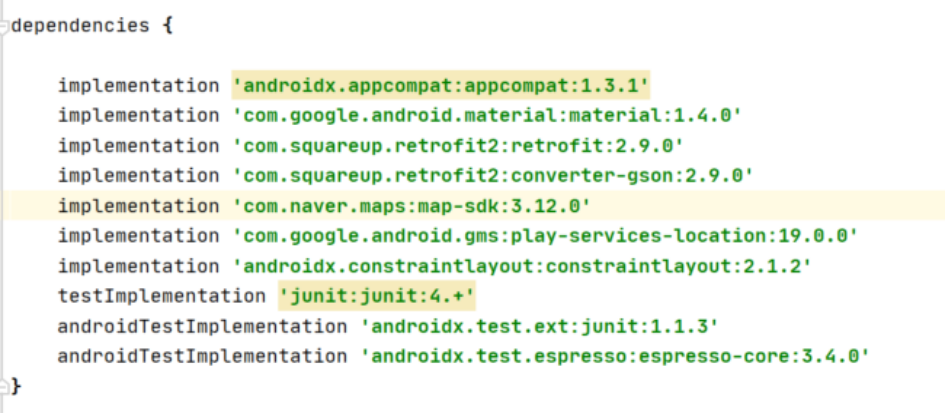 dependencies {
implementation 'androidx.appcompat:appcompat:1.3.1'
implementation 'com.google.android.material:material:1.4.0'
implementation 'com.squareup.retrofit2:retrofit:2.9.0'
implementation 'com.squareup.retrofit2:converter-gson:2.9.0'
implementation 'com.naver.maps:map-sdk:3.12.0'
implementation 'com.google.android.gms:play-services-location:19.0.0'
implementation 'androidx.constraintlayout:constraintlayout:2.1.2'
testImplementation 'junit:junit:4.+'
androidTestImplementation 'androidx.test.ext:junit:1.1.3'
androidTestImplementation 'androidx.test.espresso:espresso-core:3.4.0'
}